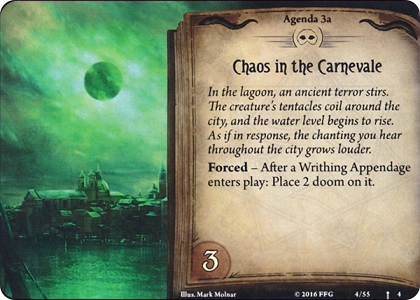 Agenda 3a
Chaos in the Carnevale
In the lagoon, an ancient terror stirs.
The creature's tentacles coil around the
city, and the water level begins to rise.
As if in response, the chanting you hear
throughout the city grows louder.
Forced – After a Writhing Appendage
enters play: Place 2 doom on it.
3
Illus. Mark Molnar
© 2016 FFG
4/55
4